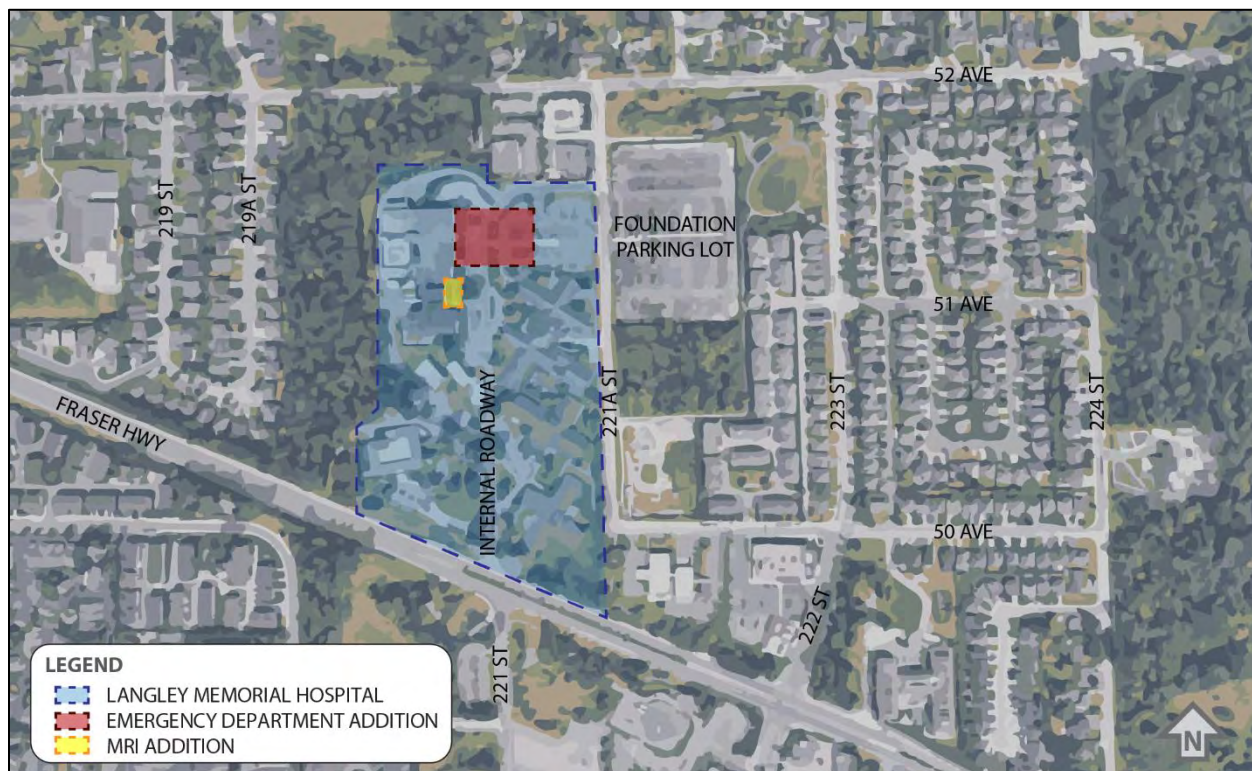 52 AVE
219 ST
219A ST
FOUNDATION
PARKING LOT
51 AVE
221A ST
223 ST
224 ST
FRASER HWY
INTERNAL ROADWAY
50 AVE
222 ST
221 ST
LEGEND
LANGLEY MEMORIAL HOSPITAL
EMERGENCY DEPARTMENT ADDITION
MRI ADDITION
N